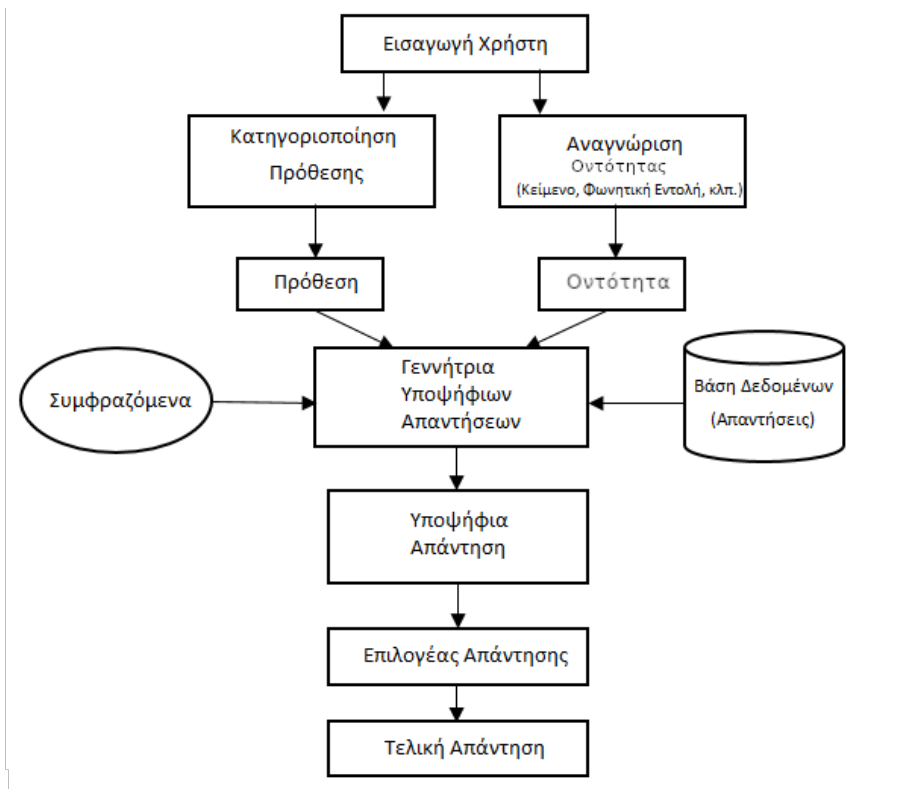 Εισαγωγή Χρήστη
Κατηγοριοποίηση
Πρόθεσης
Αναγνώριση
Οντότητας
(Κείμενο, Φωνητική Εντολή, κλπ.)
Πρόθεση
Οντότητα
Συμφραζόμενα
Γεννήτρια
Υποψήφιων
Απαντήσεων
Βάση Δεδομένων
(Απαντήσεις)
Υποψήφια
Απάντηση
Επιλογέας Απάντησης
Τελική Απάντηση